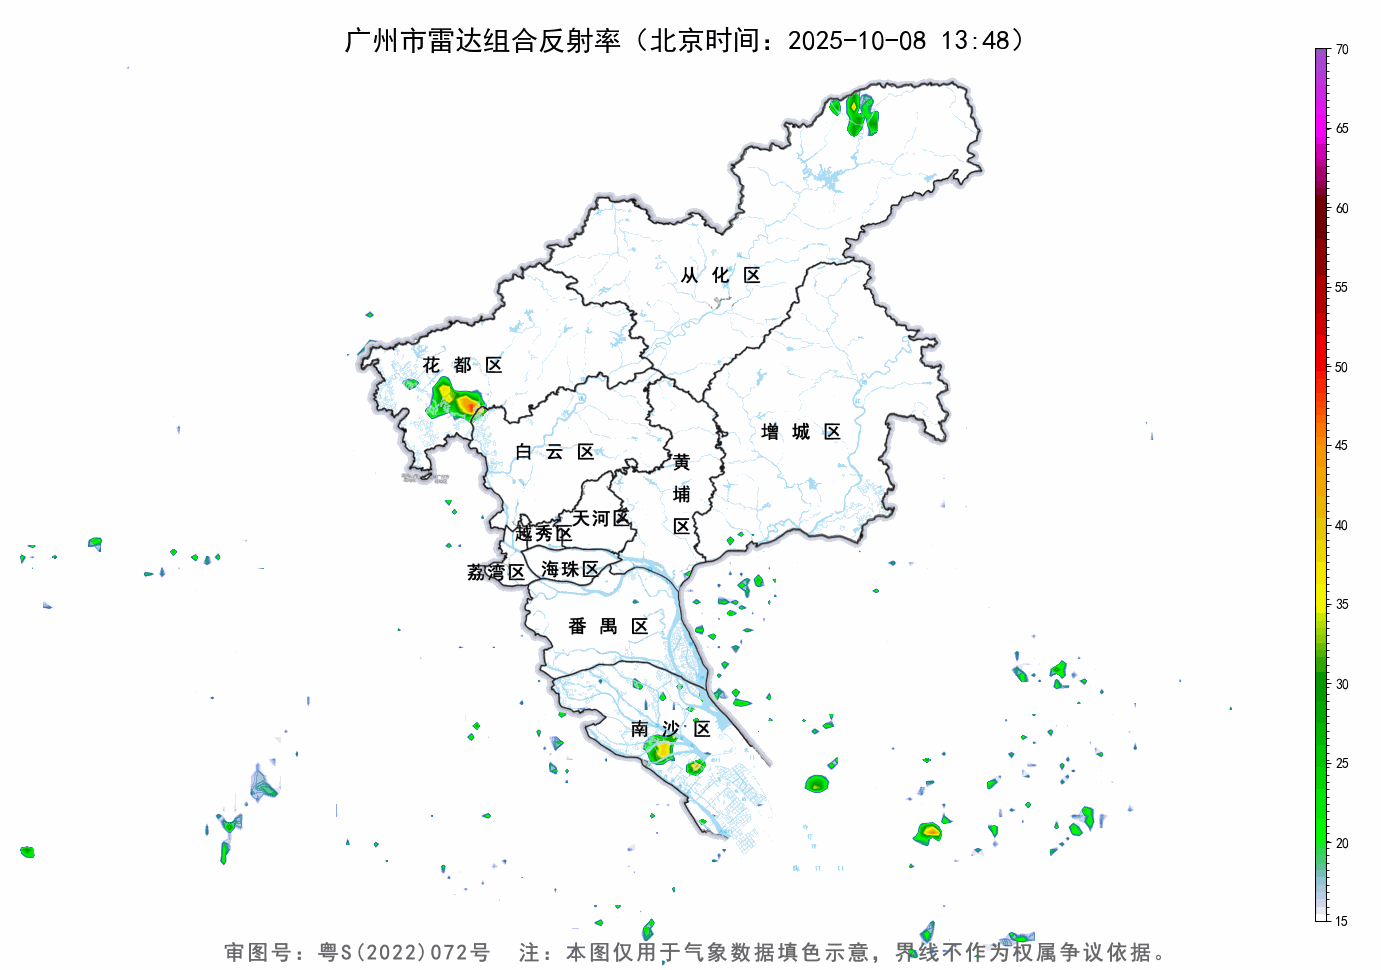 广州市雷达组合反射率（北京时间：2025-10-08 13:48）
70
65
60
55
50
45
40
35
30
25
20
15
从化区
花都区
增城区
白云区
黄埔区
天河区
越秀区
荔湾区
海珠区
番禺区
南沙区
审图号：粤S(2022)072号 注：本图仅用于气象数据填色示意，界线不作为权属争议依据。